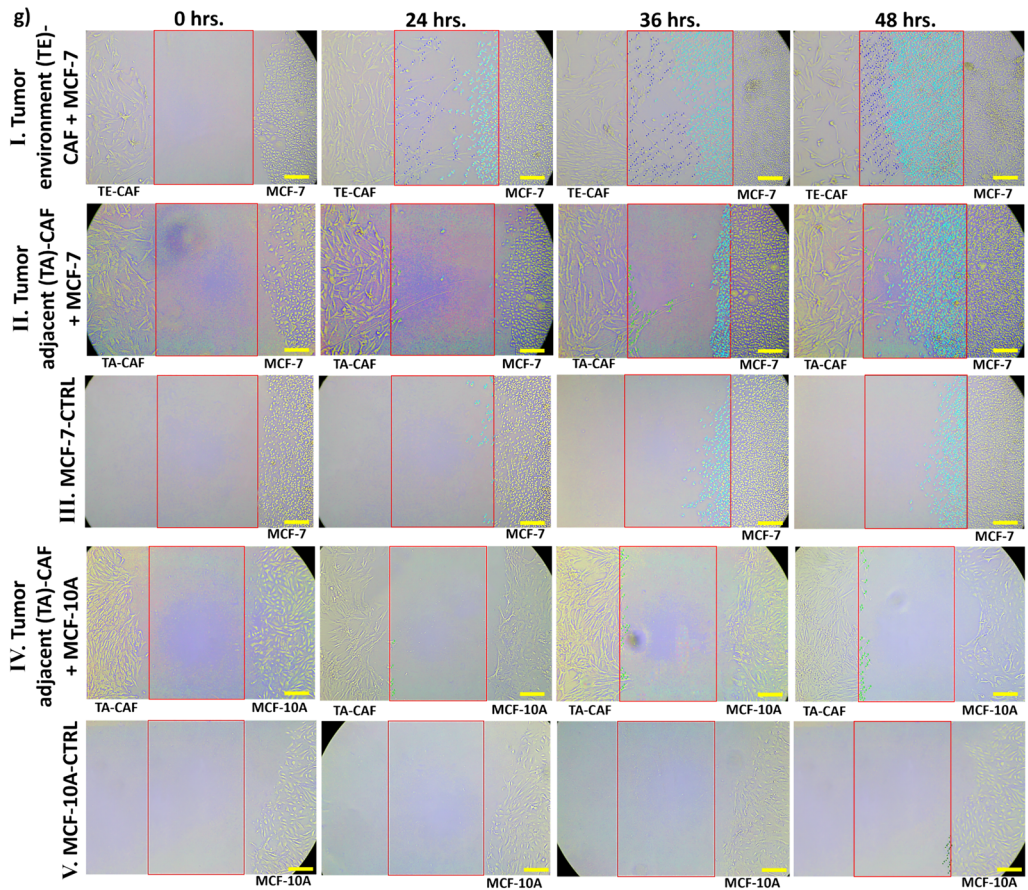 g)
0 hrs.
24 hrs.
36 hrs.
48 hrs.
I. Tumor
environment (TE)-
CAF + MCF-7
TE-CAF
MCF-7
TE-CAF
MCF-7
TE-CAF
MCF-7
TE-CAF
MCF-7
II. Tumor
adjacent (TA)-CAF
+ MCF-7
TA-CAF
MCF-7
TA-CAF
MCF-7
TA-CAF
MCF-7
TA-CAF
MCF-7
III. MCF-7-CTRL
MCF-7
MCF-7
MCF-7
MCF-7
IV. Tumor
adjacent (TA)-CAF
+ MCF-10A
TA-CAF
MCF-10A
TA-CAF
MCF-10A
TA-CAF
MCF-10A
TA-CAF
MCF-10A
V. MCF-10A-CTRL
MCF-10A
MCF-10A
MCF-10A
MCF-10A